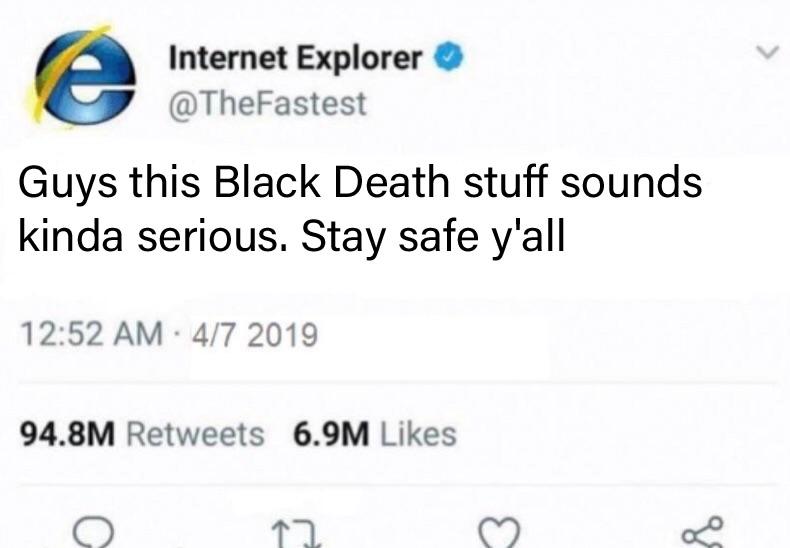 Internet Explorer
@TheFastest
Guys this Black Death stuff sounds
kinda serious. Stay safe y'all
12:52 AM · 4/7 2019
94.8M Retweets 6.9M Likes